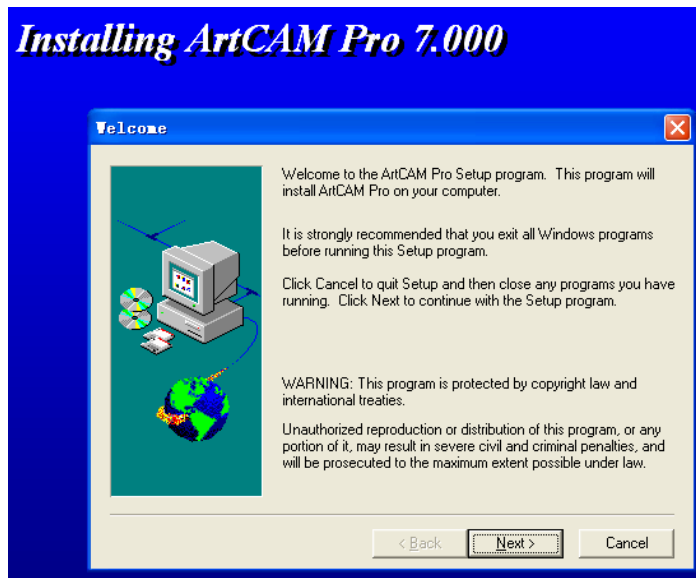 Installing ArtCAM Pro 7.000
Welcome
Welcome to the ArtCAM Pro Setup program.  This program will
install ArtCAM Pro on your computer.
It is strongly recommended that you exit all Windows programs
before running this Setup program.
Click Cancel to quit Setup and then close any programs you have
running.  Click Next to continue with the Setup program.
WARNING: This program is protected by copyright law and
international treaties.
Unauthorized reproduction or distribution of this program, or any
portion of it, may result in severe civil and criminal penalties, and
will be prosecuted to the maximum extent possible under law.
< Back  Next >  Cancel